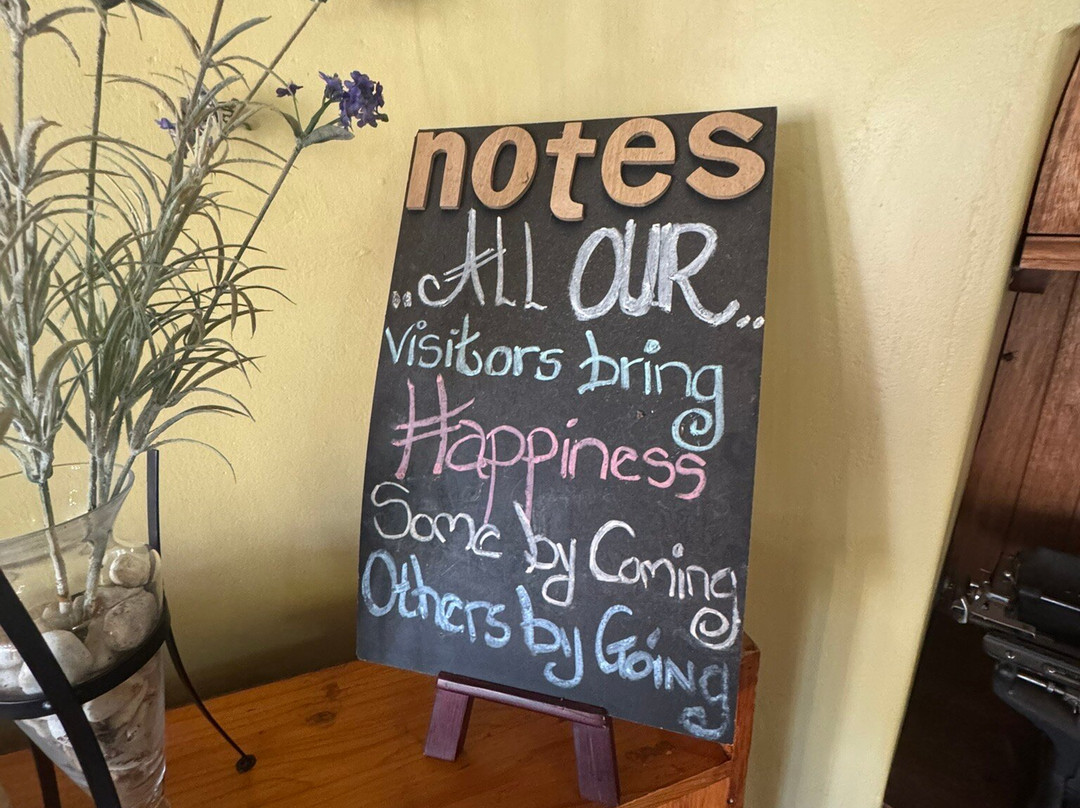 notes
..All OUR..
Visitors bring
Happiness
Some by Coming
Others by Going